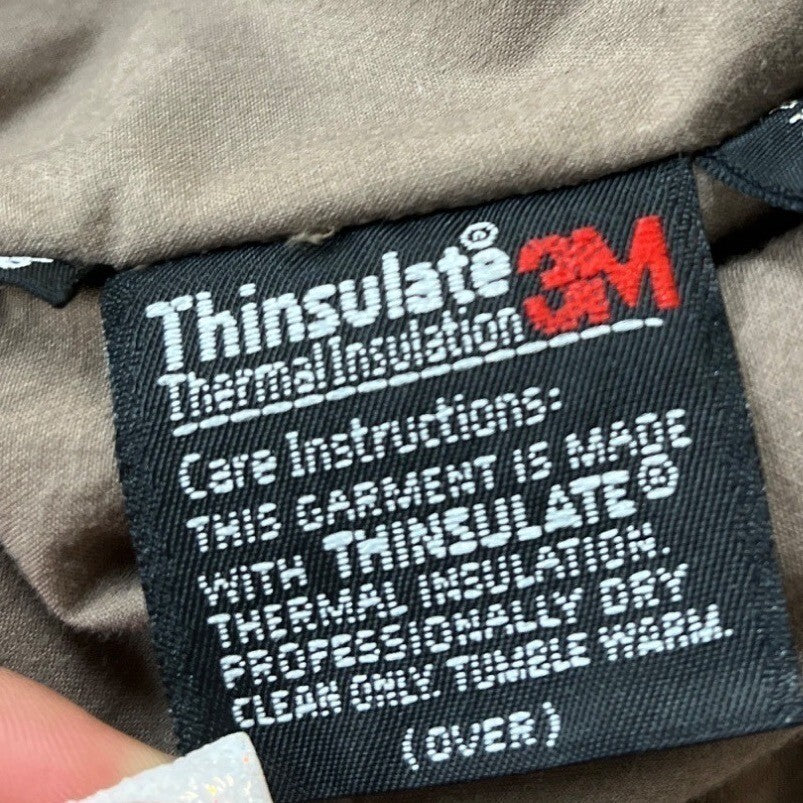 Thinsulate® 3M
Thermal Insulation
Care Instructions:
THIS GARMENT IS MADE
WITH THINSULATE®
THERMAL INSULATION.
PROFESSIONALLY DRY
CLEAN ONLY. TUMBLE WARM.
(OVER)